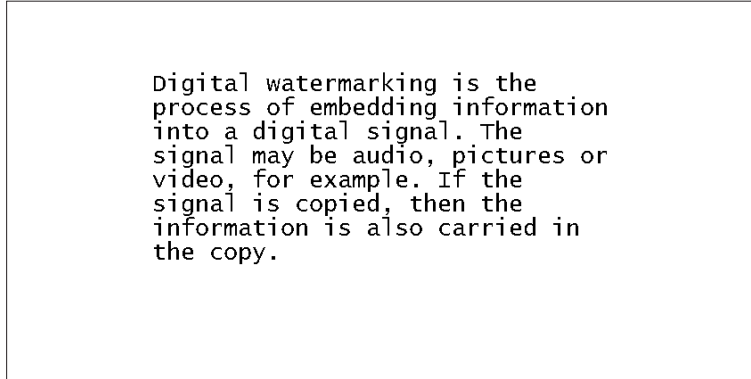 Digital watermarking is the
process of embedding information
into a digital signal. The
signal may be audio, pictures or
video, for example. If the
signal is copied, then the
information is also carried in
the copy.